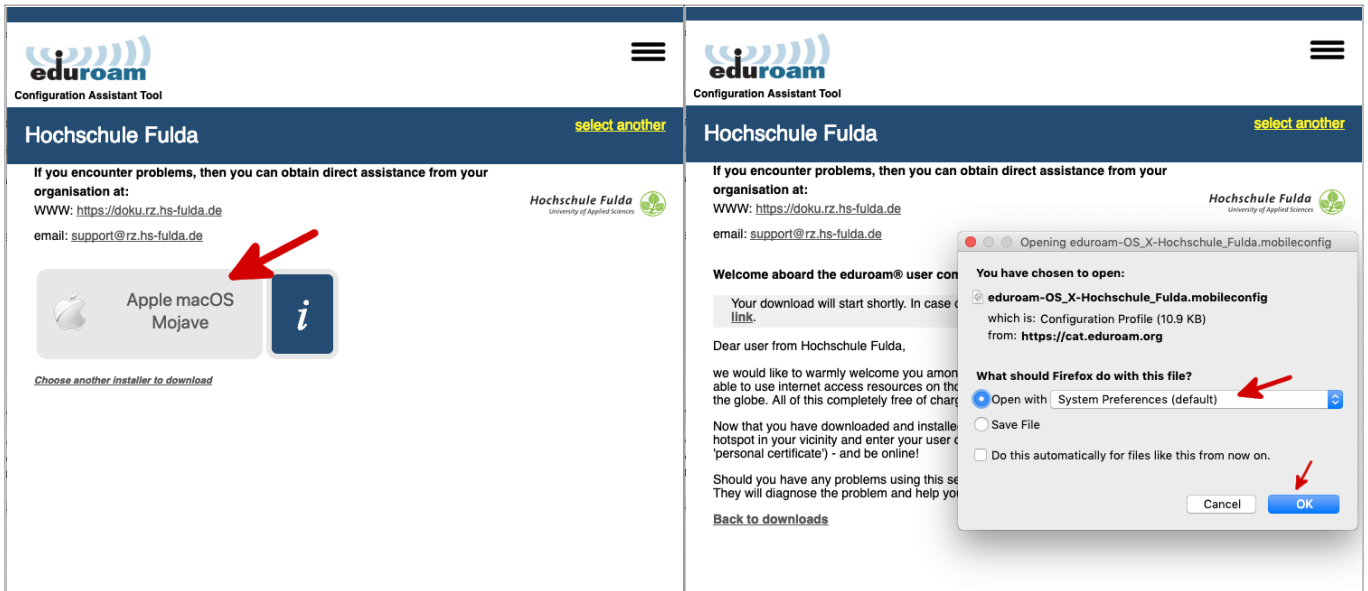 eduroam
Configuration Assistant Tool
Hochschule Fulda
select another
If you encounter problems, then you can obtain direct assistance from your
organisation at:
WWW: https://doku.rz.hs-fulda.de
email: support@rz.hs-fulda.de
Hochschule Fulda
University of Applied Sciences
Apple macOS
Mojave
i
Choose another installer to download
eduroam
Configuration Assistant Tool
Hochschule Fulda
select another
If you encounter problems, then you can obtain direct assistance from your
organisation at:
WWW: https://doku.rz.hs-fulda.de
email: support@rz.hs-fulda.de
Hochschule Fulda
University of Applied Sciences
Welcome aboard the eduroam® user com
Your download will start shortly. In case
link.
Dear user from Hochschule Fulda,
we would like to warmly welcome you amon
able to use internet access resources on tho
the globe. All of this completely free of charg
Now that you have downloaded and installe
hotspot in your vicinity and enter your user
'personal certificate') - and be online!
Should you have any problems using this se
They will diagnose the problem and help you
Back to downloads
Opening eduroam-OS_X-Hochschule_Fulda.mobileconfig
You have chosen to open:
eduroam-OS_X-Hochschule_Fulda.mobileconfig
which is: Configuration Profile (10.9 KB)
from: https://cat.eduroam.org
What should Firefox do with this file?
Open with System Preferences (default)
Save File
Do this automatically for files like this from now on.
Cancel
OK